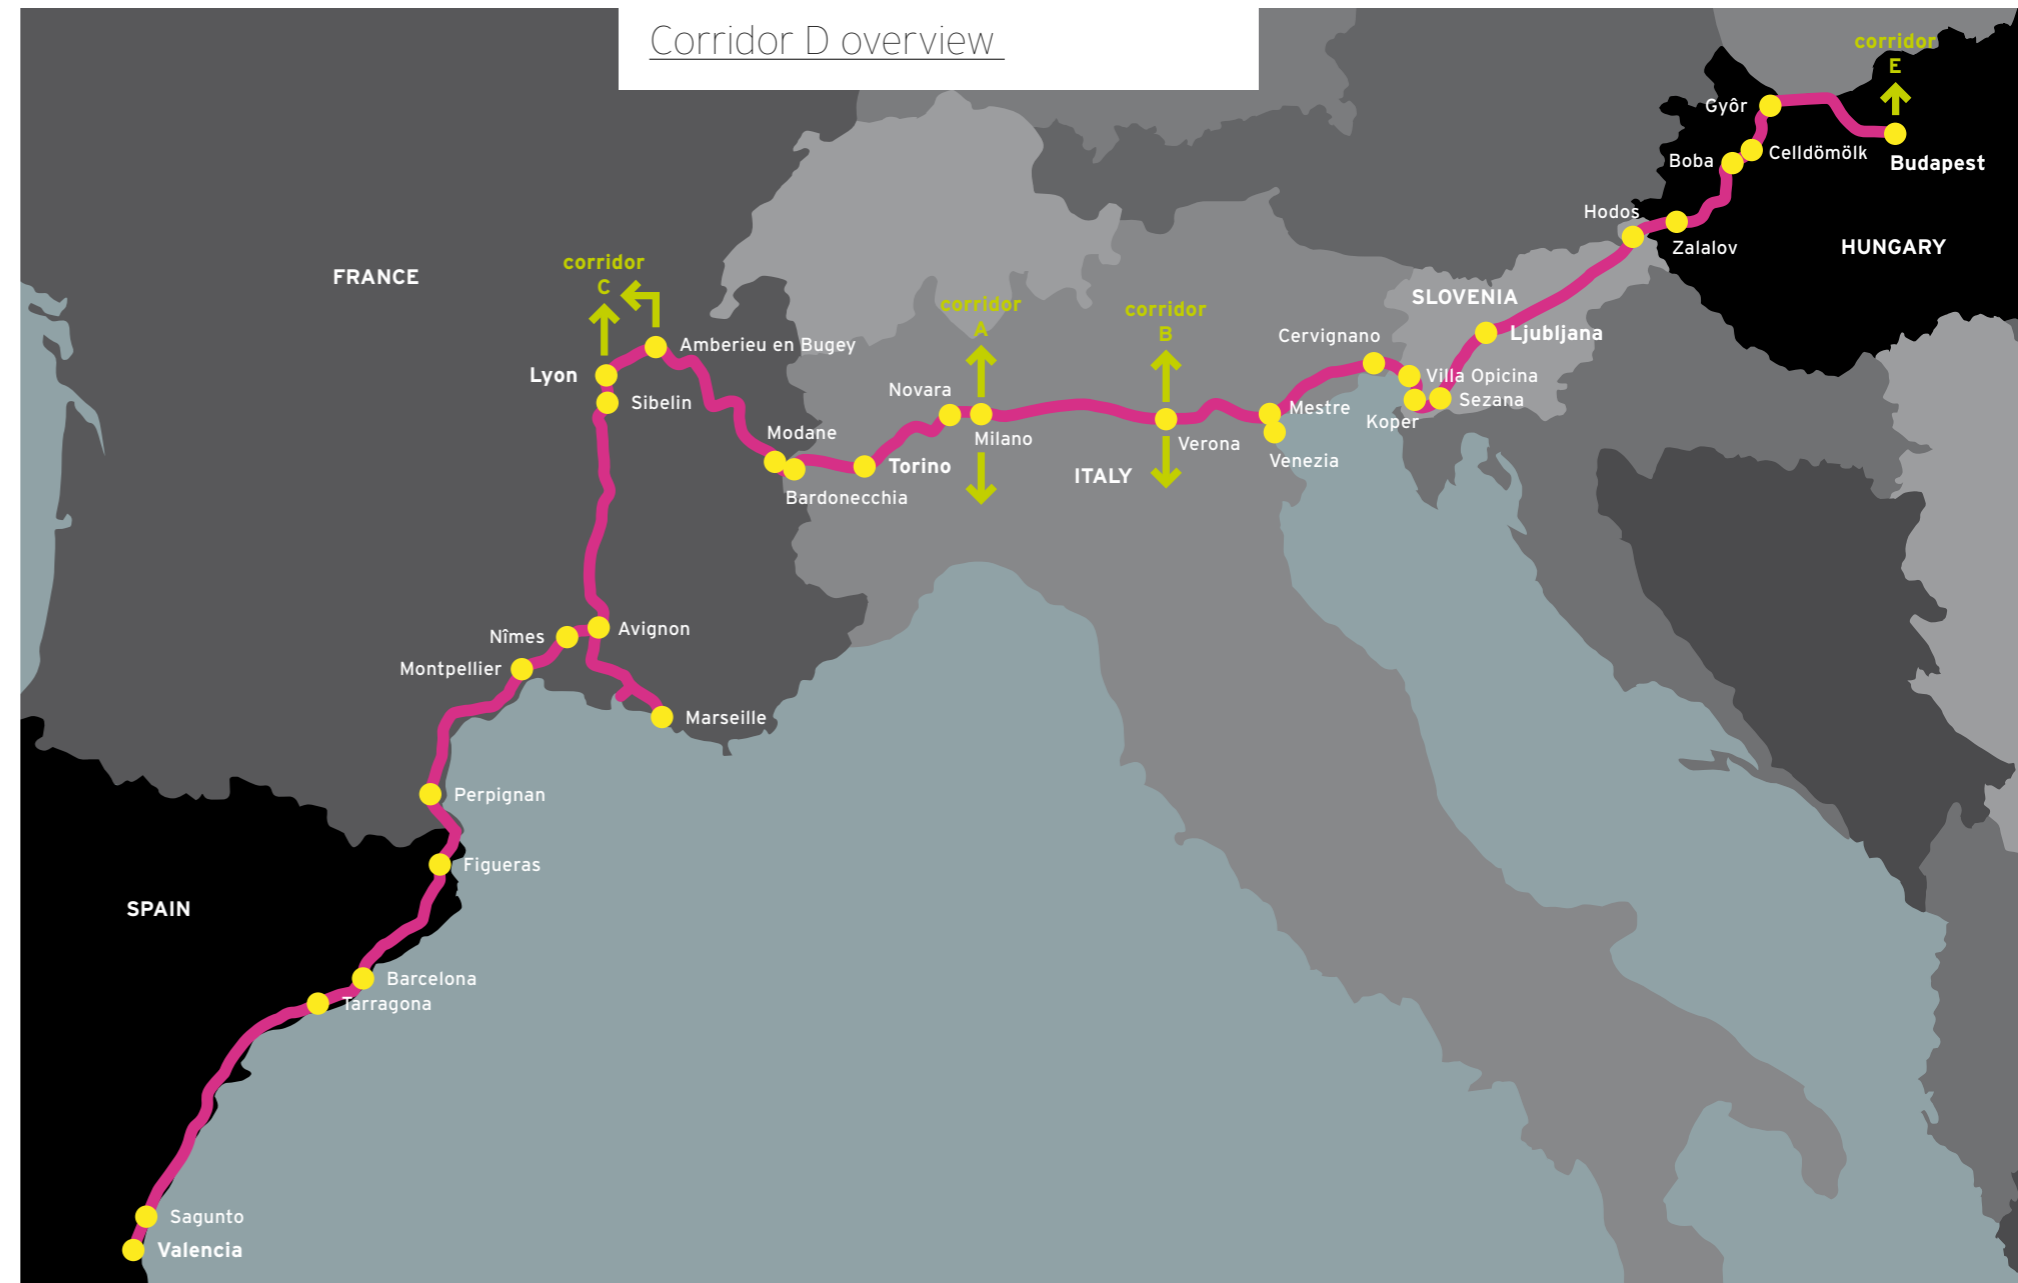 Corridor D overview
corridor
E
Győr
Celldömölk
Boba
Budapest
Hodos
Zalalov
HUNGARY
FRANCE
corridor
C
SLOVENIA
corridor
A
corridor
B
Cervignano
Ljubljana
Amberieu en Bugey
Lyon
Villa Opicina
Novara
Sibelin
Mestre
Sezana
Koper
Modane
Milano
Verona
Venezia
Torino
ITALY
Bardonecchia
Avignon
Nîmes
Montpellier
Marseille
Perpignan
Figueras
SPAIN
Barcelona
Tarragona
Sagunto
Valencia